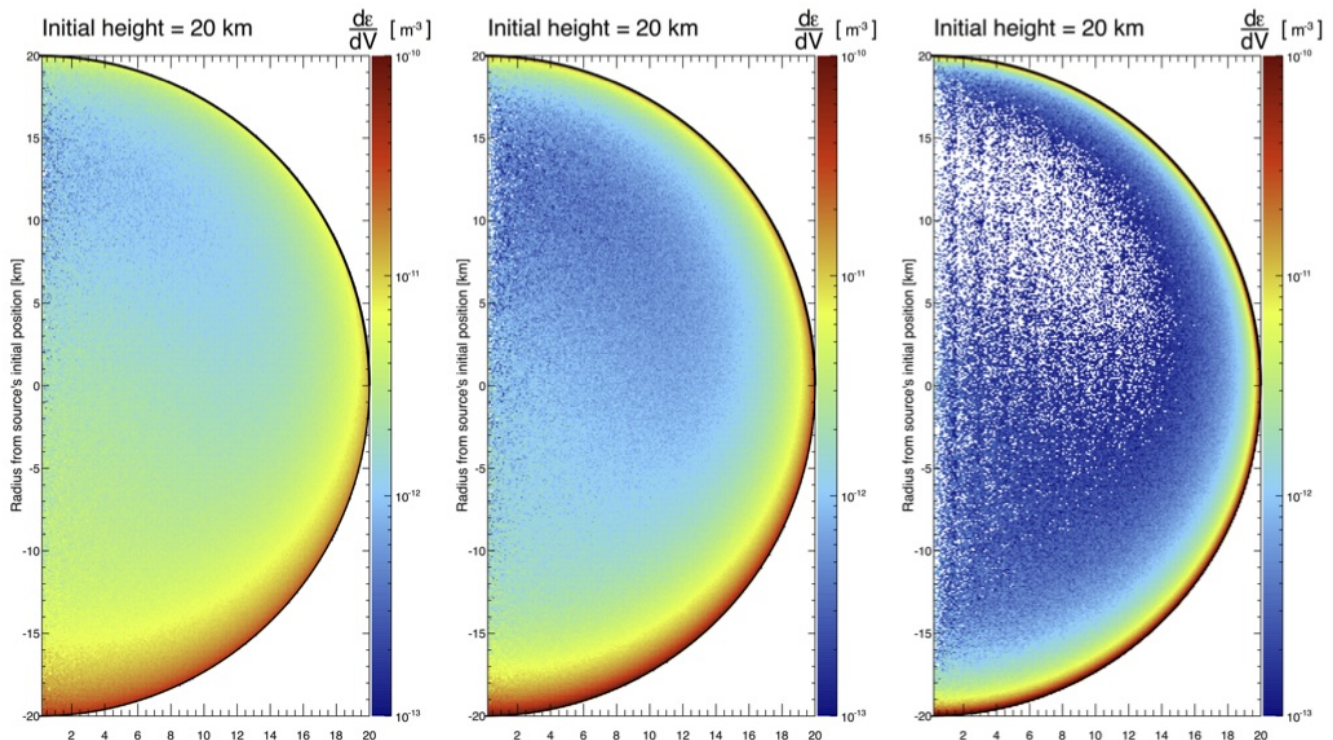 Initial height = 20 km
dε
dV
[ m⁻³ ]
10⁻¹⁰
10⁻¹¹
10⁻¹²
10⁻¹³
Radius from source's initial position [km]
20
15
10
5
0
-5
-10
-15
-20
2 4 6 8 10 12 14 16 18 20
Initial height = 20 km
dε
dV
[ m⁻³ ]
10⁻¹⁰
10⁻¹¹
10⁻¹²
10⁻¹³
Radius from source's initial position [km]
20
15
10
5
0
-5
-10
-15
-20
2 4 6 8 10 12 14 16 18 20
Initial height = 20 km
dε
dV
[ m⁻³ ]
10⁻¹⁰
10⁻¹¹
10⁻¹²
10⁻¹³
Radius from source's initial position [km]
20
15
10
5
0
-5
-10
-15
-20
2 4 6 8 10 12 14 16 18 20